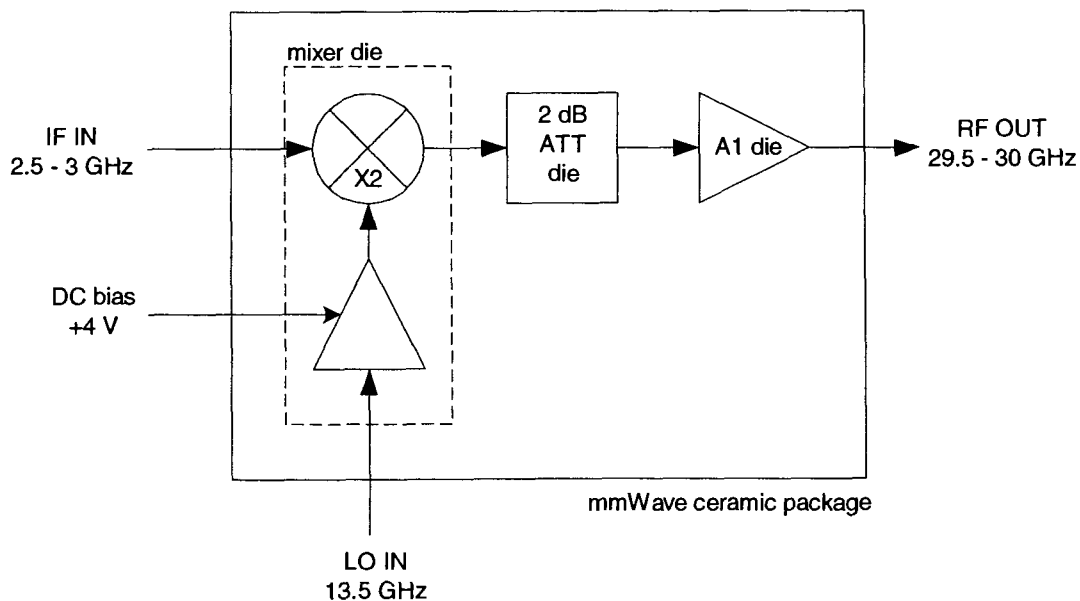 mixer die
IF IN
2.5 - 3 GHz
X2
2 dB
ATT
die
A1 die
RF OUT
29.5 - 30 GHz
DC bias
+4 V
mmWave ceramic package
LO IN
13.5 GHz